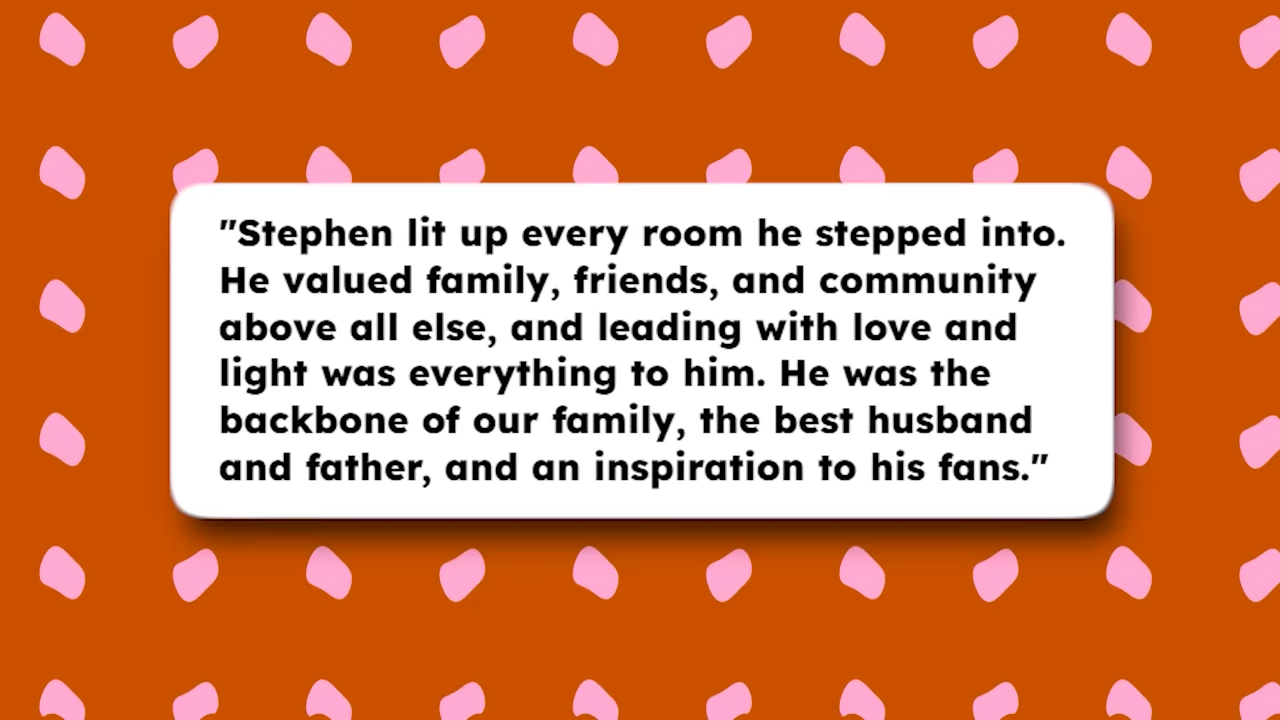 "Stephen lit up every room he stepped into.
He valued family, friends, and community
above all else, and leading with love and
light was everything to him. He was the
backbone of our family, the best husband
and father, and an inspiration to his fans."